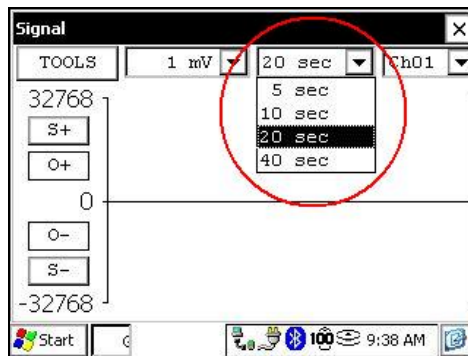 Signal
TOOLS 1 mV 20 sec Ch01
5 sec
10 sec
20 sec
40 sec
32768
S+
O+
0
O-
S-
-32768
Start 100 9:38 AM